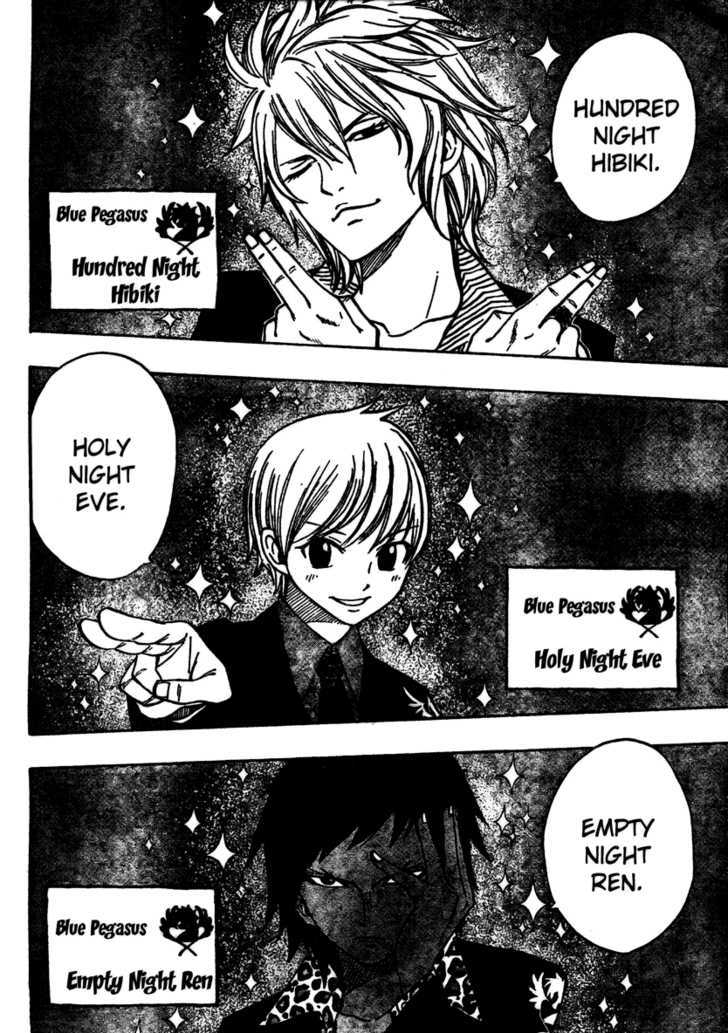 HUNDRED
NIGHT
HIBIKI.
Blue Pegasus
Hundred Night
Hibiki
HOLY
NIGHT
EVE.
Blue Pegasus
Holy Night Eve
EMPTY
NIGHT
REN.
Blue Pegasus
Empty Night Ren